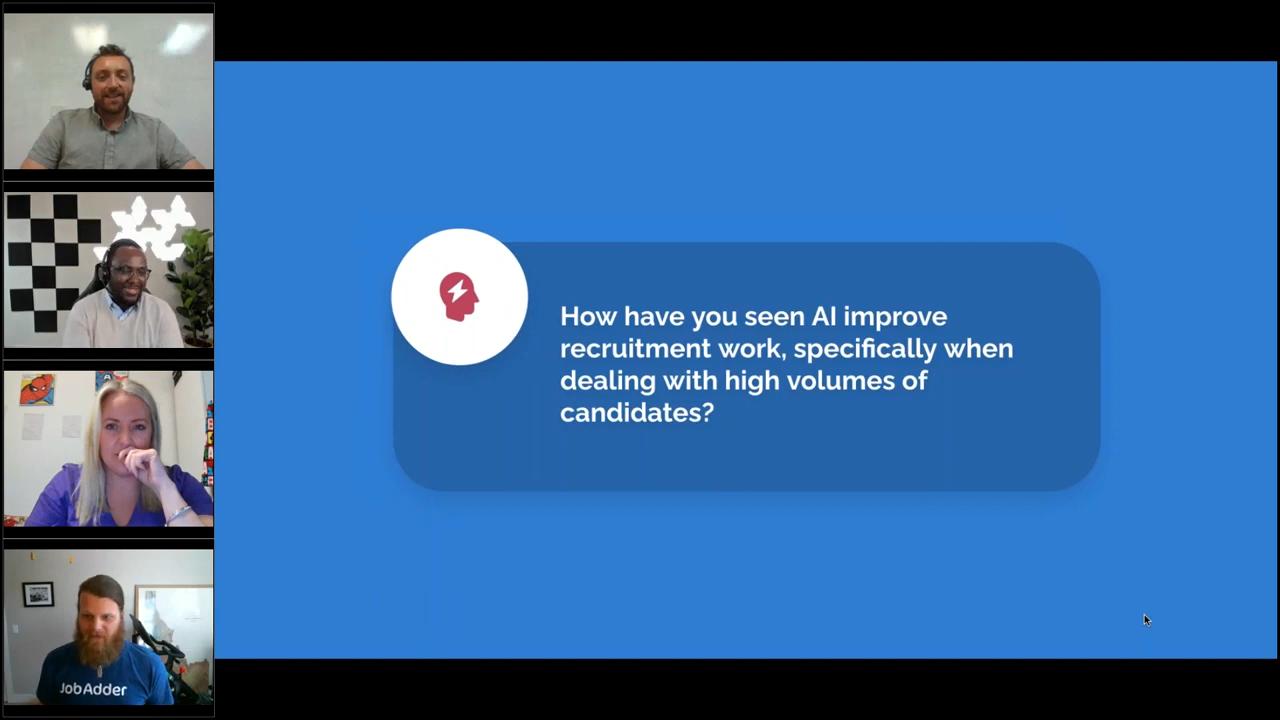 How have you seen AI improve
recruitment work, specifically when
dealing with high volumes of
candidates?
JobAdder